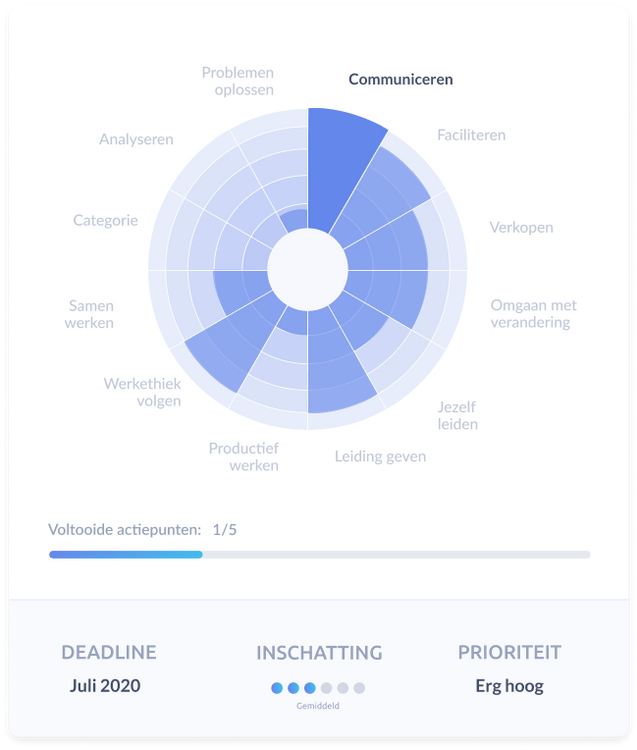 Problemen
oplossen
Communiceren
Faciliteren
Analyseren
Categorie
Verkopen
Samen
werken
Omgaan met
verandering
Werkethiek
volgen
Jezelf
leiden
Productief
werken
Leiding geven
Voltooide actiepunten: 1/5
DEADLINE
Juli 2020
INSCHATTING
Gemiddeld
PRIORITEIT
Erg hoog